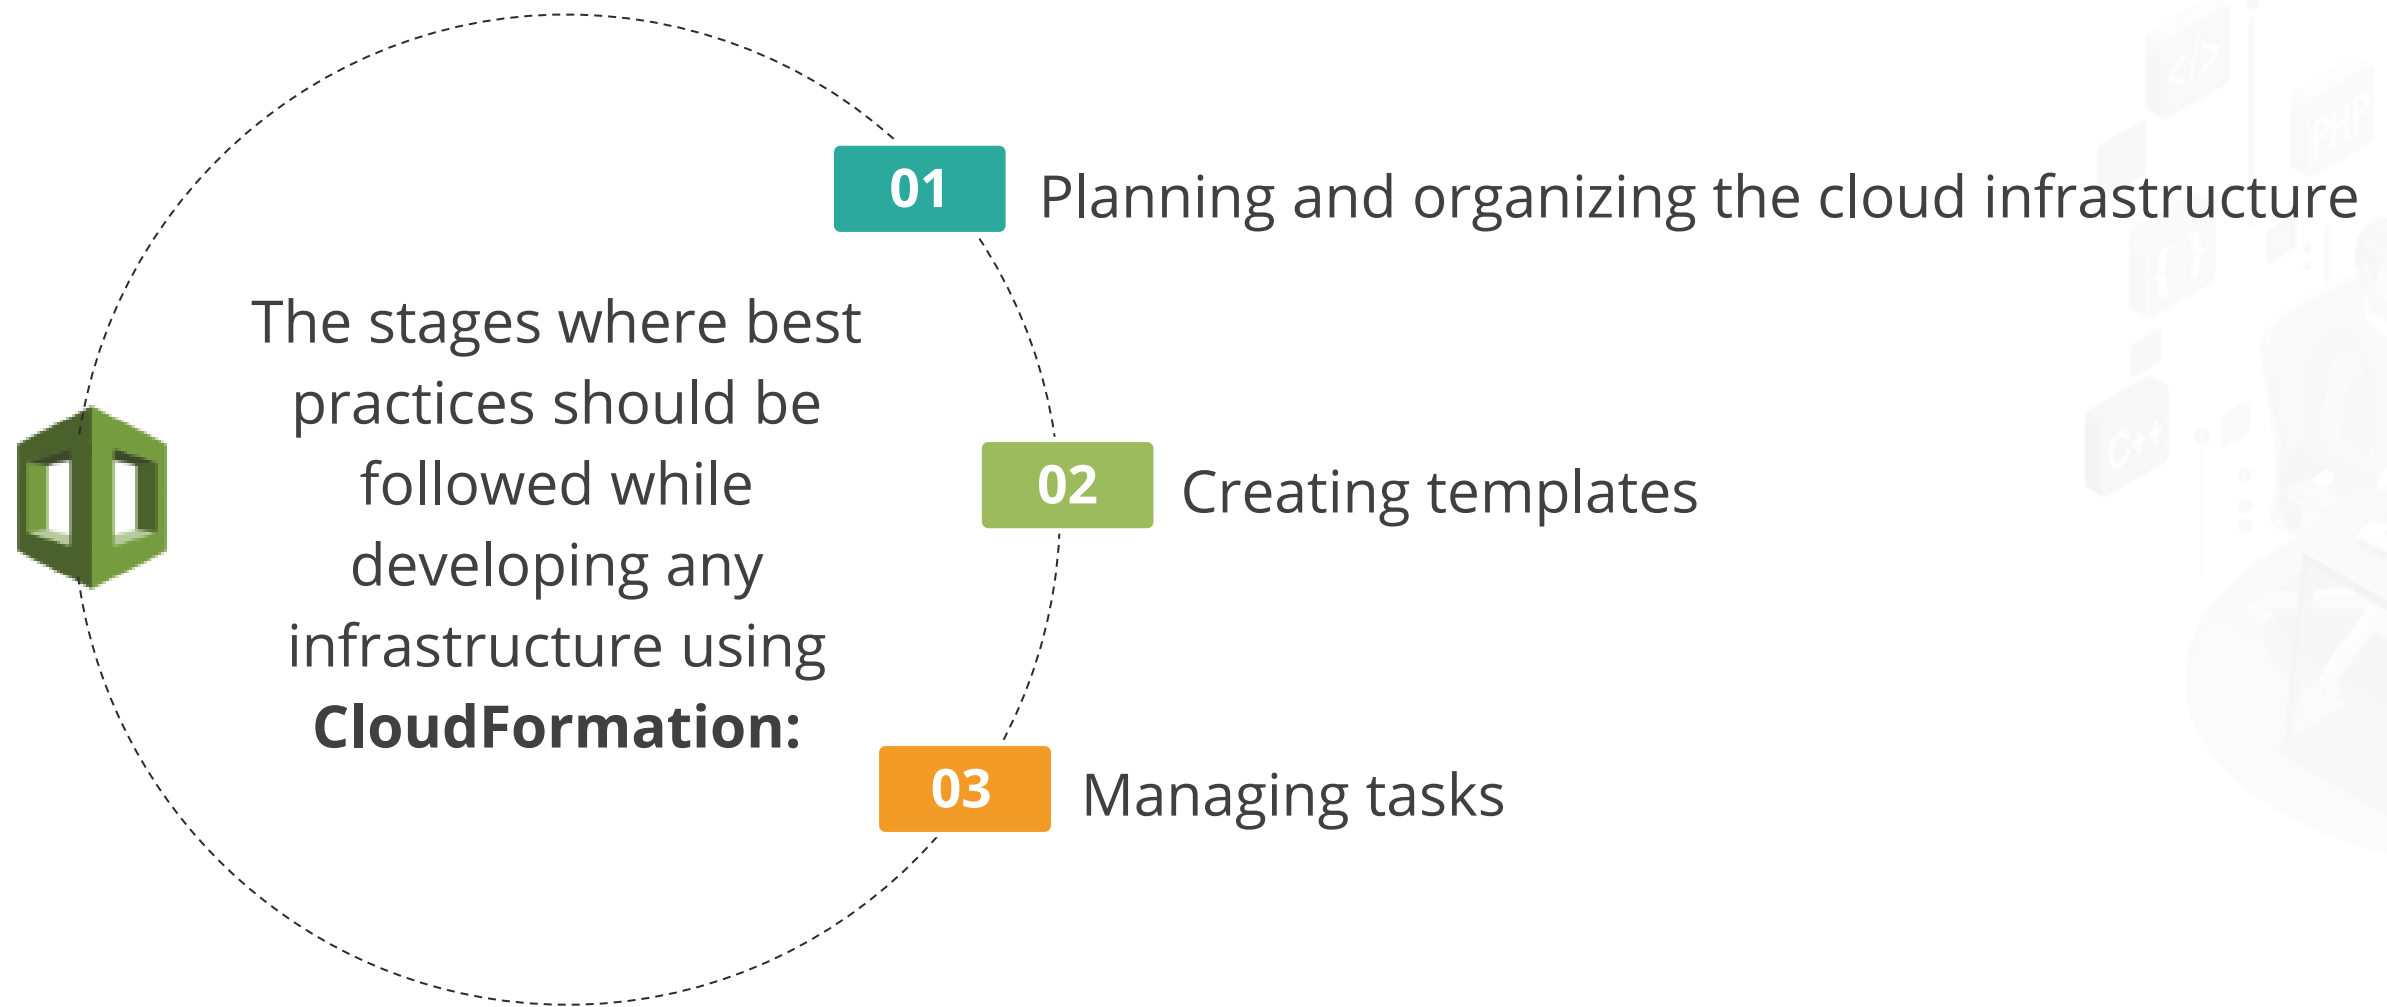 The stages where best
practices should be
followed while
developing any
infrastructure using
CloudFormation:
01 Planning and organizing the cloud infrastructure
02 Creating templates
03 Managing tasks
</>
PHP
{ }
C++